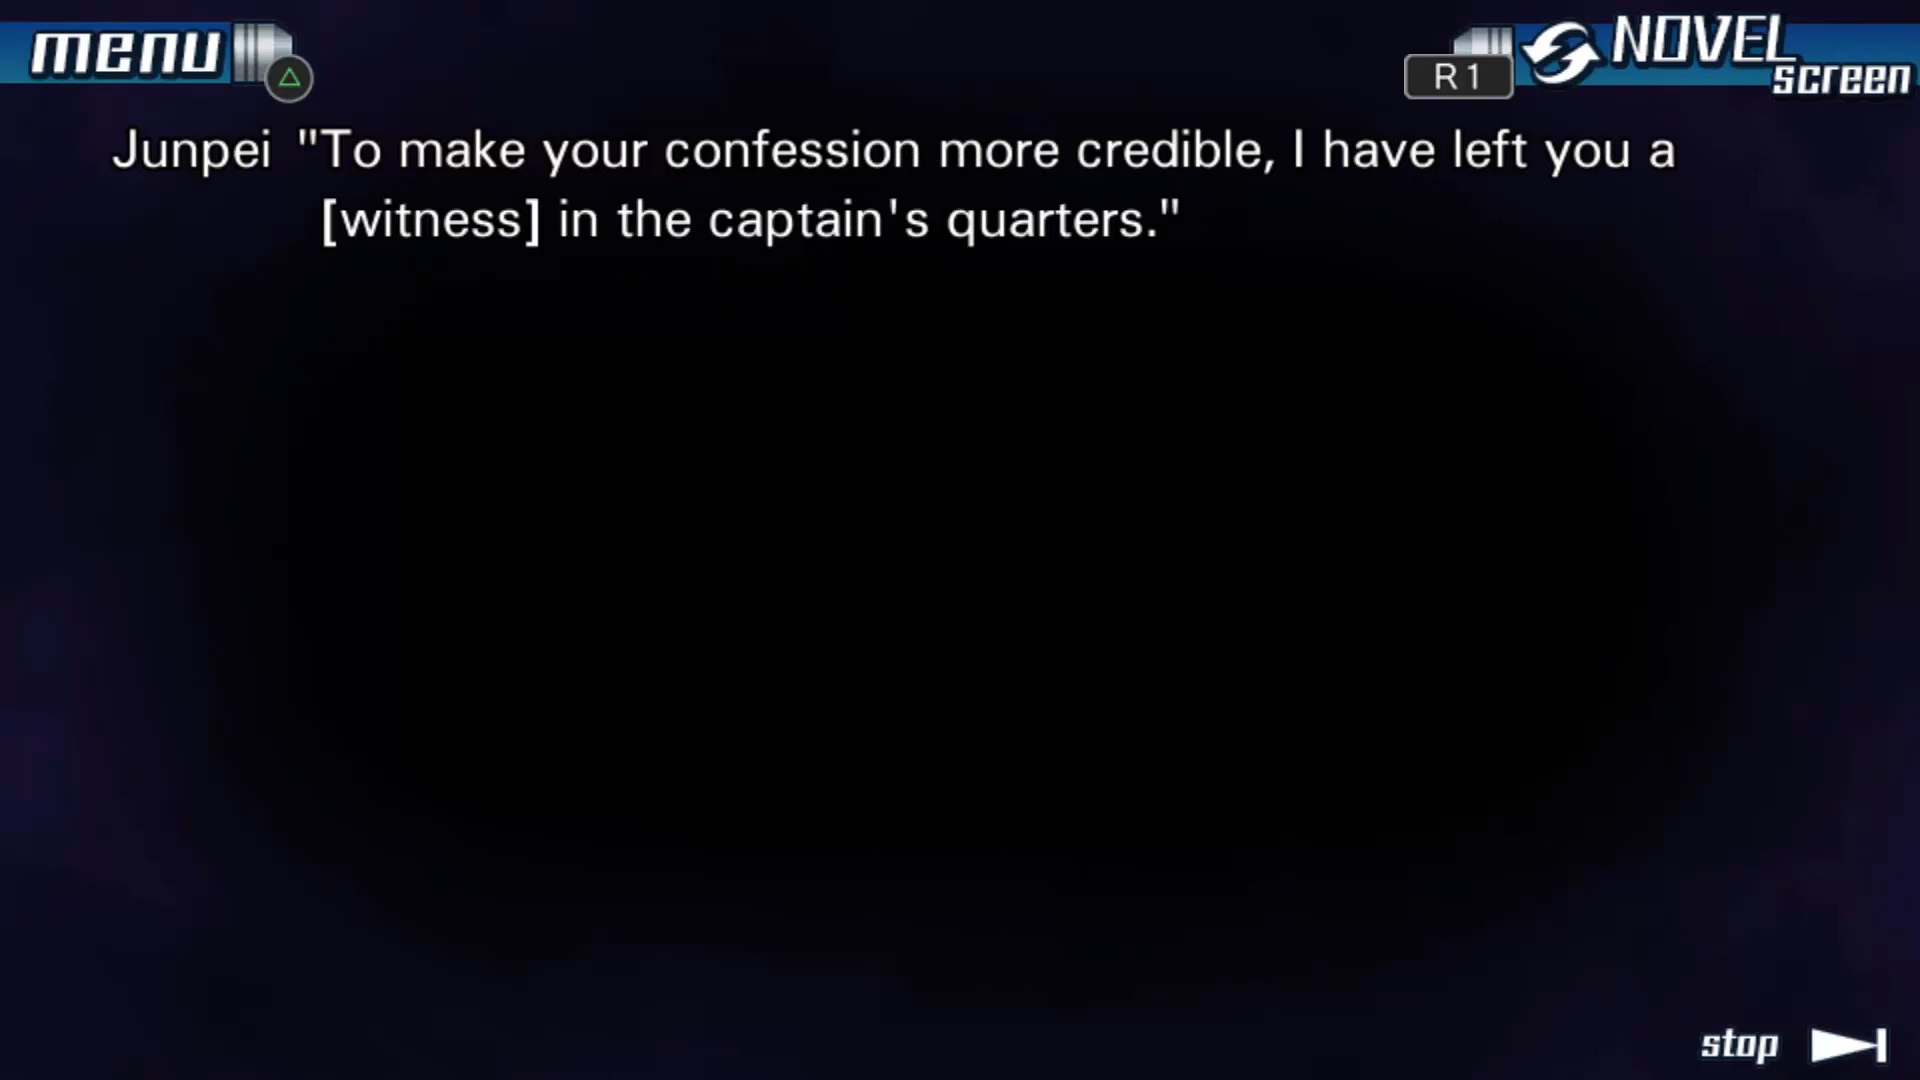 menu
R1
NOVEL
screen
Junpei "To make your confession more credible, I have left you a
[witness] in the captain's quarters."
stop